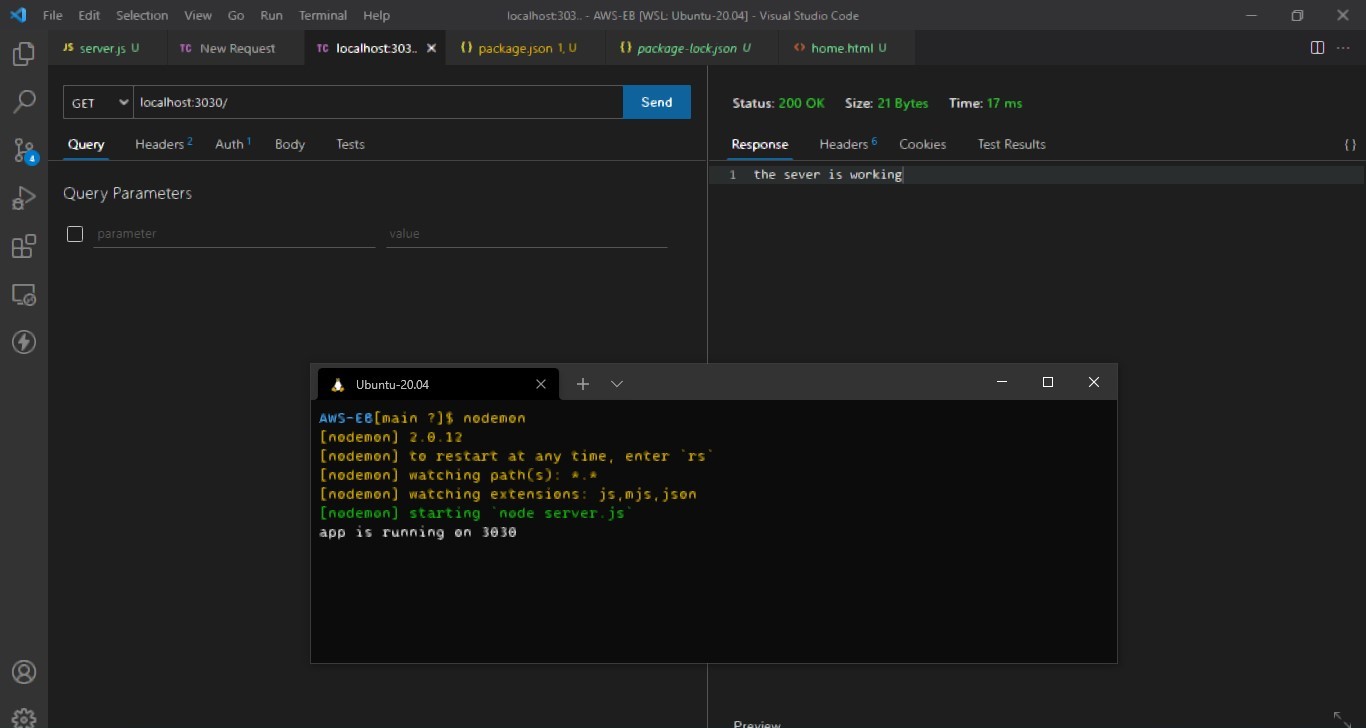 File Edit Selection View Go Run Terminal Help localhost:303.. - AWS-EB [WSL: Ubuntu-20.04] - Visual Studio Code
JS server.js U TC New Request TC localhost:303.. {} package.json 1, U {} package-lock.json U <> home.html U
GET localhost:3030/ Send
Status: 200 OK Size: 21 Bytes Time: 17 ms
4
Query Headers 2 Auth 1 Body Tests
Response Headers 6 Cookies Test Results {}
1 the sever is working
Query Parameters
parameter value
Ubuntu-20.04
AWS-EB[main ?]$ nodemon
[nodemon] 2.0.12
[nodemon] to restart at any time, enter `rs`
[nodemon] watching path(s): *.*
[nodemon] watching extensions: js,mjs,json
[nodemon] starting `node server.js`
app is running on 3030
Preview